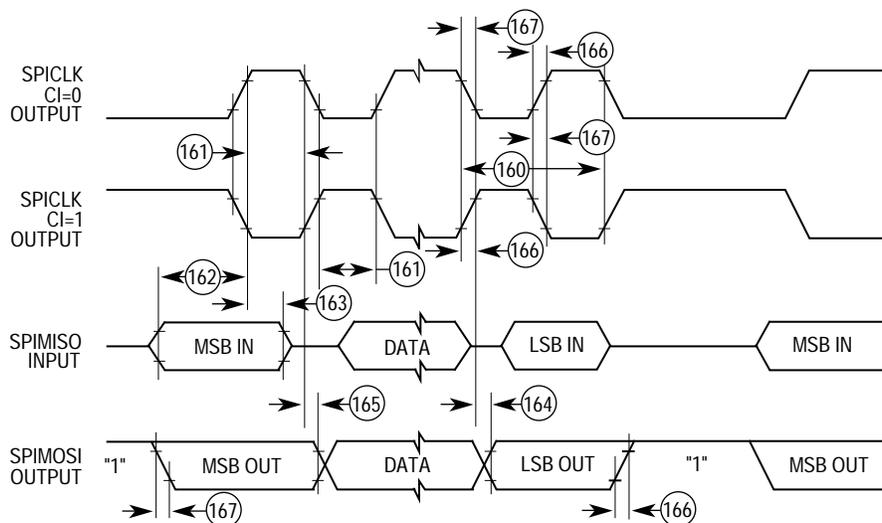 167
166
SPICLK
CI=0
OUTPUT
161
167
160
SPICLK
CI=1
OUTPUT
166
161
162
163
SPIMISO
INPUT
MSB IN
DATA
LSB IN
MSB IN
165
164
SPIMOSI
OUTPUT
"1"
MSB OUT
DATA
LSB OUT
"1"
MSB OUT
167
166